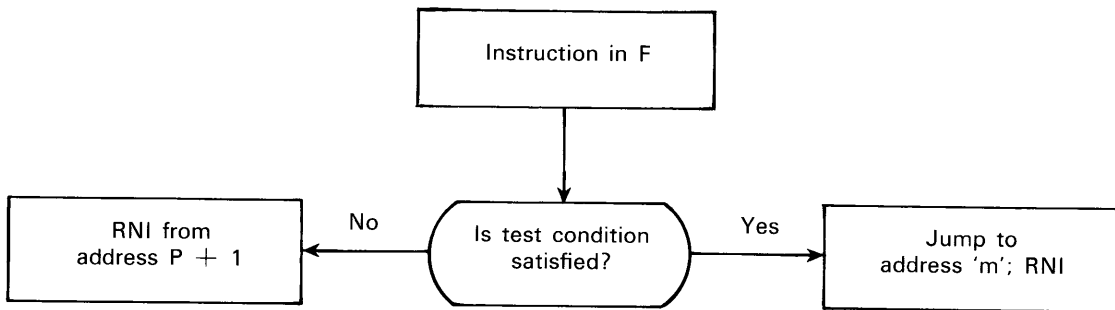 Instruction in F
No
Yes
RNI from
address P + 1
Is test condition
satisfied?
Jump to
address 'm'; RNI